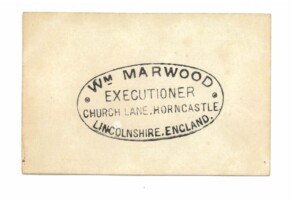 Wᴹ MARWOOD
EXECUTIONER
CHURCH LANE. HORNCASTLE
LINCOLNSHIRE. ENGLAND.